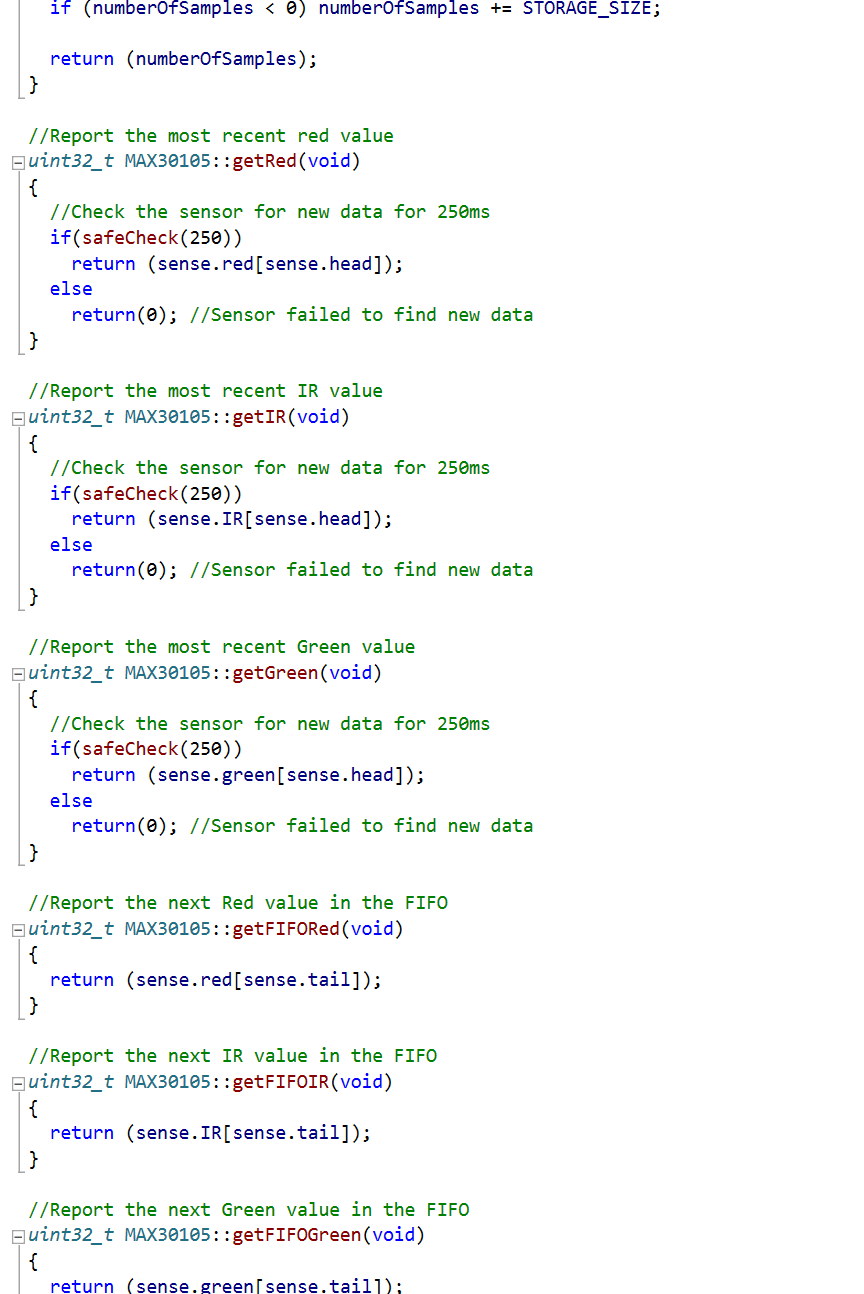 if (numberOfSamples < 0) numberOfSamples += STORAGE_SIZE;
return (numberOfSamples);
}
//Report the most recent red value
uint32_t MAX30105::getRed(void)
{
//Check the sensor for new data for 250ms
if(safeCheck(250))
return (sense.red[sense.head]);
else
return(0); //Sensor failed to find new data
}
//Report the most recent IR value
uint32_t MAX30105::getIR(void)
{
//Check the sensor for new data for 250ms
if(safeCheck(250))
return (sense.IR[sense.head]);
else
return(0); //Sensor failed to find new data
}
//Report the most recent Green value
uint32_t MAX30105::getGreen(void)
{
//Check the sensor for new data for 250ms
if(safeCheck(250))
return (sense.green[sense.head]);
else
return(0); //Sensor failed to find new data
}
//Report the next Red value in the FIFO
uint32_t MAX30105::getFIFORed(void)
{
return (sense.red[sense.tail]);
}
//Report the next IR value in the FIFO
uint32_t MAX30105::getFIFOIR(void)
{
return (sense.IR[sense.tail]);
}
//Report the next Green value in the FIFO
uint32_t MAX30105::getFIFOGreen(void)
{
return (sense.green[sense.tail]);